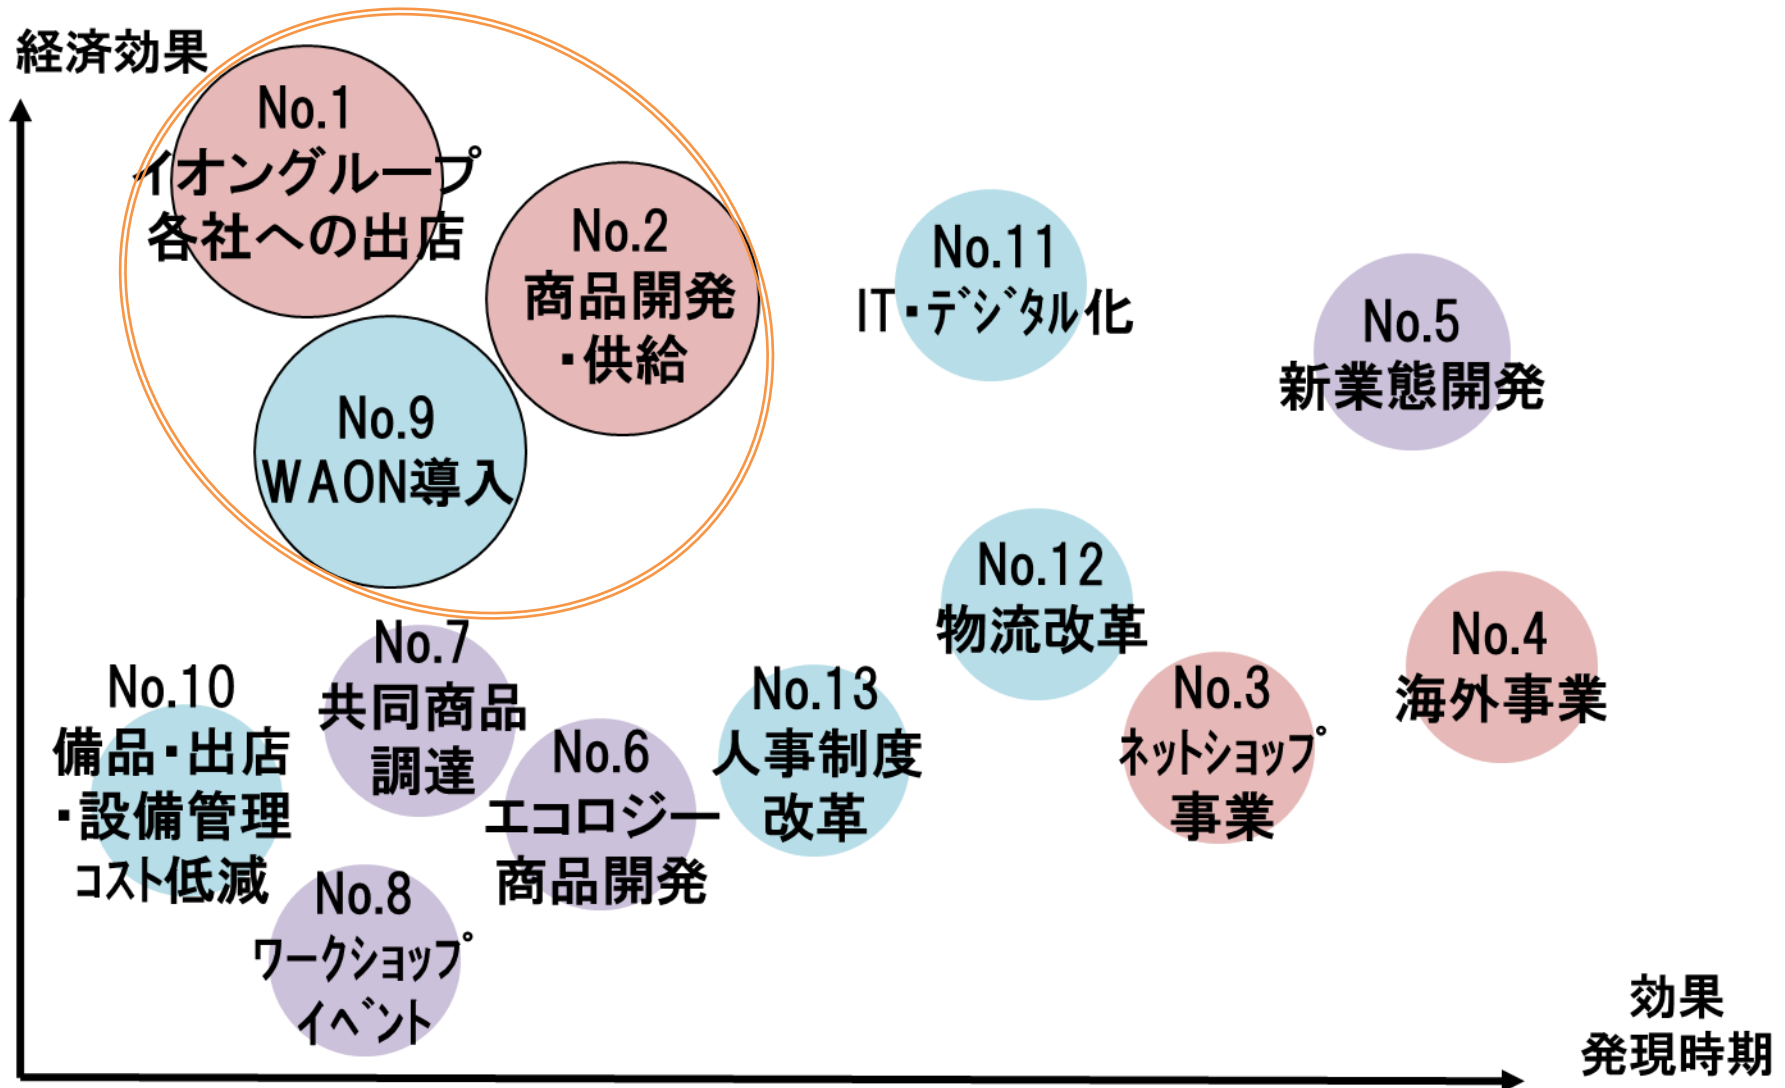 経済効果
No.1
イオングループ
各社への出店
No.2
商品開発
・供給
No.9
WAON導入
No.11
IT・ﾃﾞｼﾞﾀﾙ化
No.5
新業態開発
No.12
物流改革
No.4
海外事業
No.3
ﾈｯﾄｼｮｯﾌﾟ
事業
No.7
共同商品
調達
No.10
備品・出店
・設備管理
ｺｽﾄ低減
No.6
エコロジー
商品開発
No.13
人事制度
改革
No.8
ﾜｰｸｼｮｯﾌﾟ
ｲﾍﾞﾝﾄ
効果
発現時期